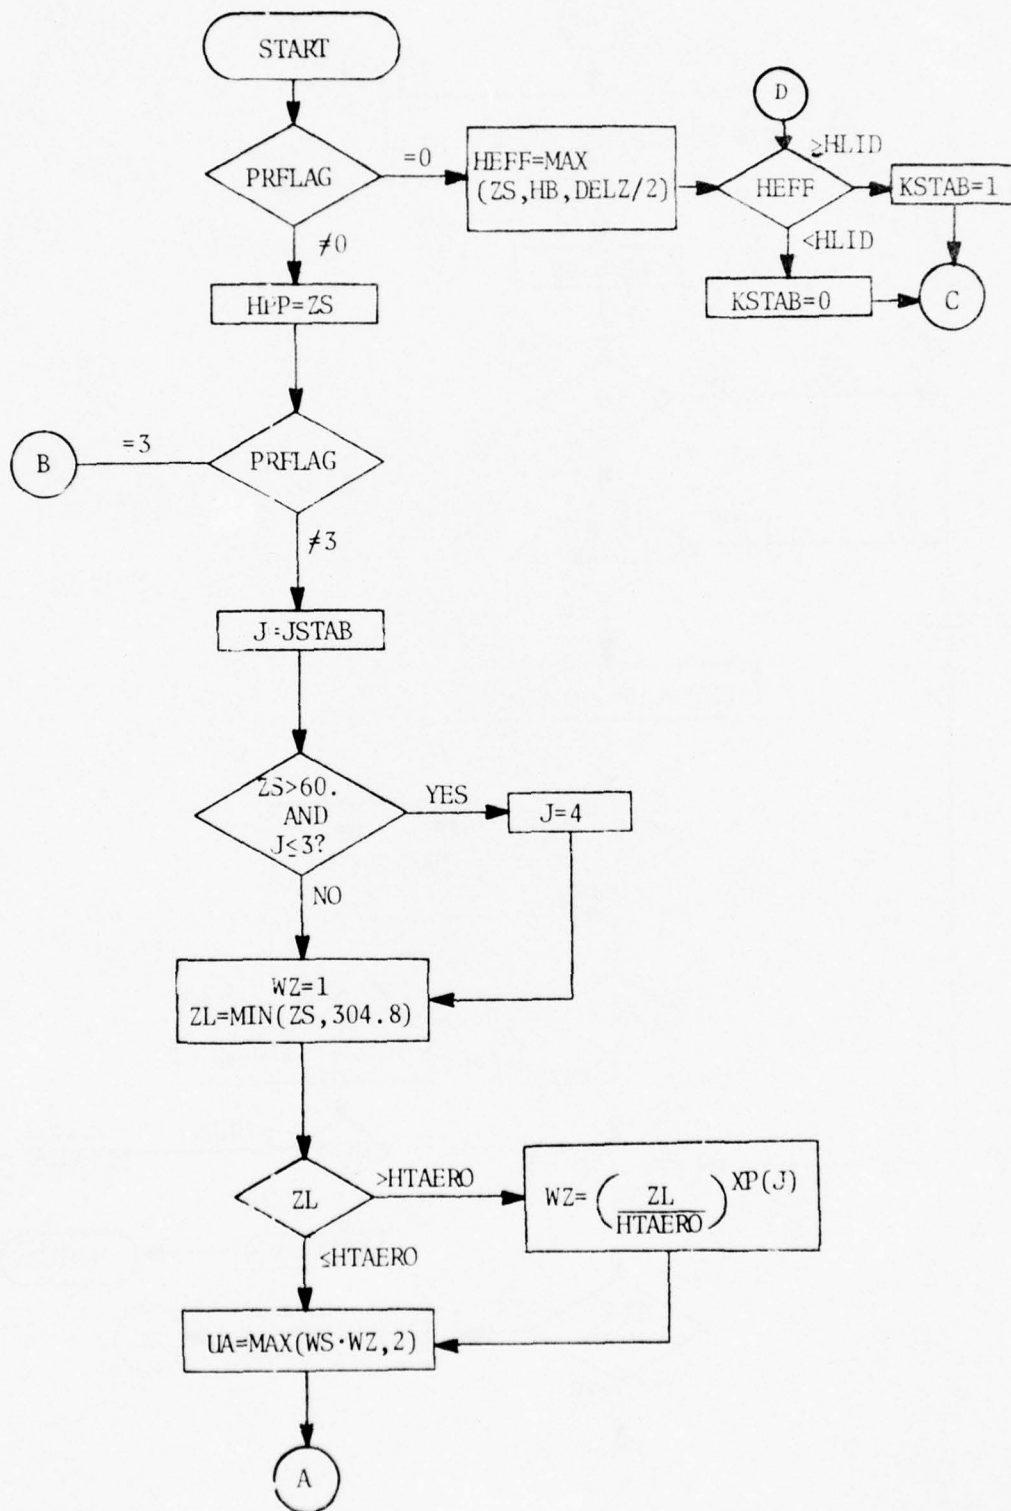 START
PRFLAG
=0
HEFF=MAX
(ZS,HB,DELZ/2)
D
HEFF
≥HLID
KSTAB=1
<HLID
KSTAB=0
C
≠0
HPP=ZS
PRFLAG
=3
B
≠3
J=JSTAB
ZS>60.
AND
J≤3?
YES
J=4
NO
WZ=1
ZL=MIN(ZS,304.8)
ZL
>HTAERO
WZ=(ZL/HTAERO)^XP(J)
≤HTAERO
UA=MAX(WS·WZ,2)
A